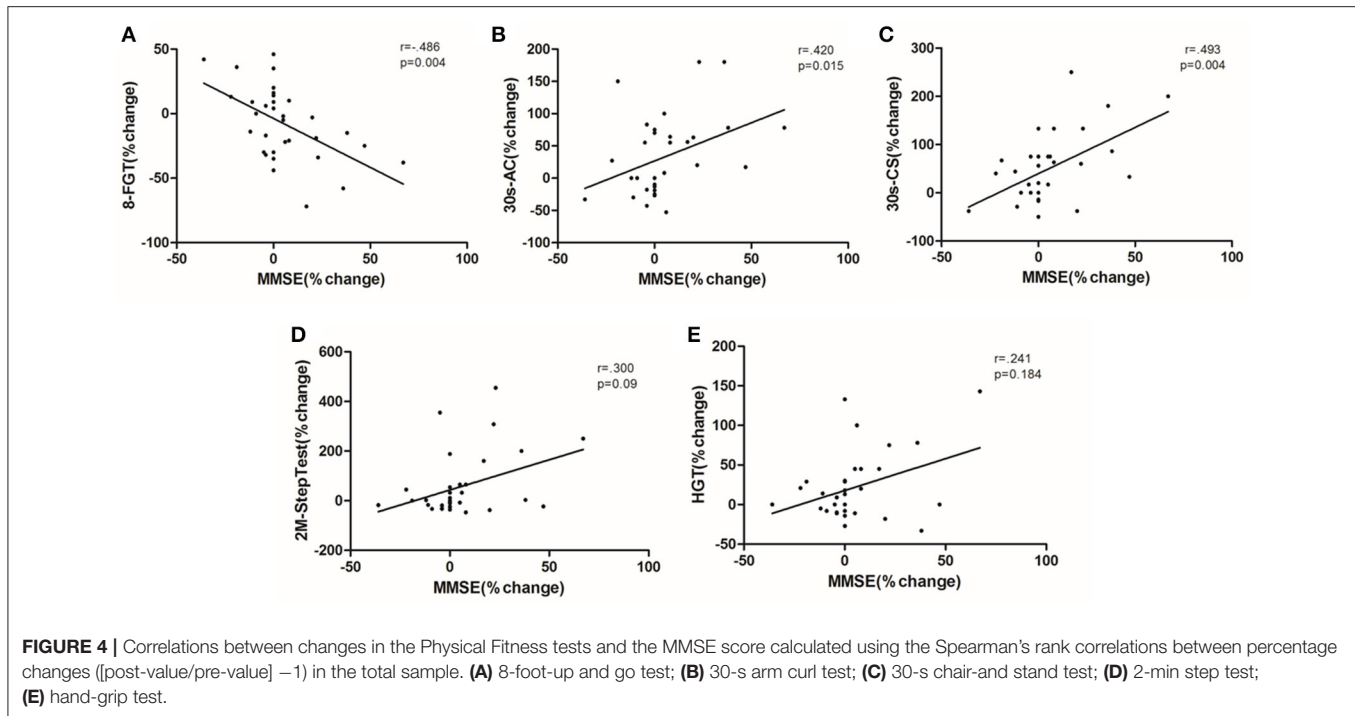 A
r=-.486
p=0.004
50
0
-50
-100
8-FGT(% change)
-50 0 50 100
MMSE(% change)
B
r=.420
p=0.015
200
150
100
50
0
-50
-100
30s-AC(% change)
-50 0 50 100
MMSE(% change)
C
r=.493
p=0.004
300
200
100
0
-100
30s-CS(% change)
-50 0 50 100
MMSE(% change)
D
r=.300
p=0.09
600
400
200
0
-200
2M-StepTest(% change)
-50 0 50 100
MMSE(% change)
E
r=.241
p=0.184
200
150
100
50
0
-50
HGT(% change)
-50 0 50 100
MMSE(% change)
FIGURE 4 | Correlations between changes in the Physical Fitness tests and the MMSE score calculated using the Spearman's rank correlations between percentage
changes ([post-value/pre-value] −1) in the total sample. (A) 8-foot-up and go test; (B) 30-s arm curl test; (C) 30-s chair-and stand test; (D) 2-min step test;
(E) hand-grip test.